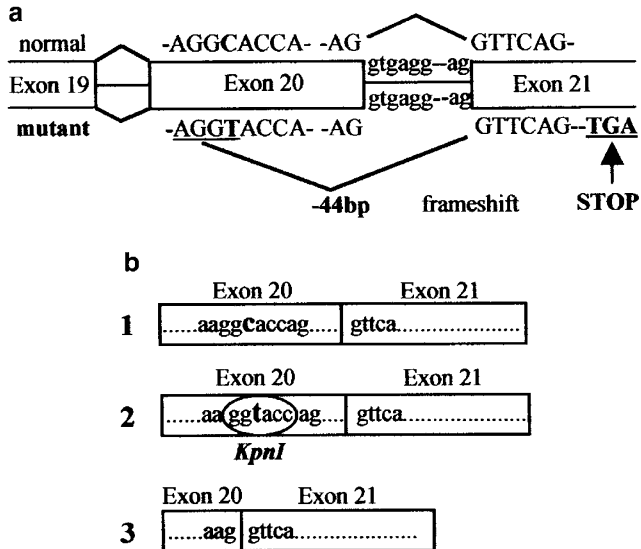 a
normal -AGGCACCA- -AG GTTCAG-
gtgagg--ag
Exon 19 Exon 20 Exon 21
gtgagg--ag
mutant -AGGTACCA- -AG GTTCAG--TGA
-44bp frameshift STOP
b
Exon 20 Exon 21
1 ......aaggcaccag..... gttca.......................
Exon 20 Exon 21
2 ......aaggtaccag.... gttca.......................
KpnI
Exon 20 Exon 21
3 ......aag gttca......................